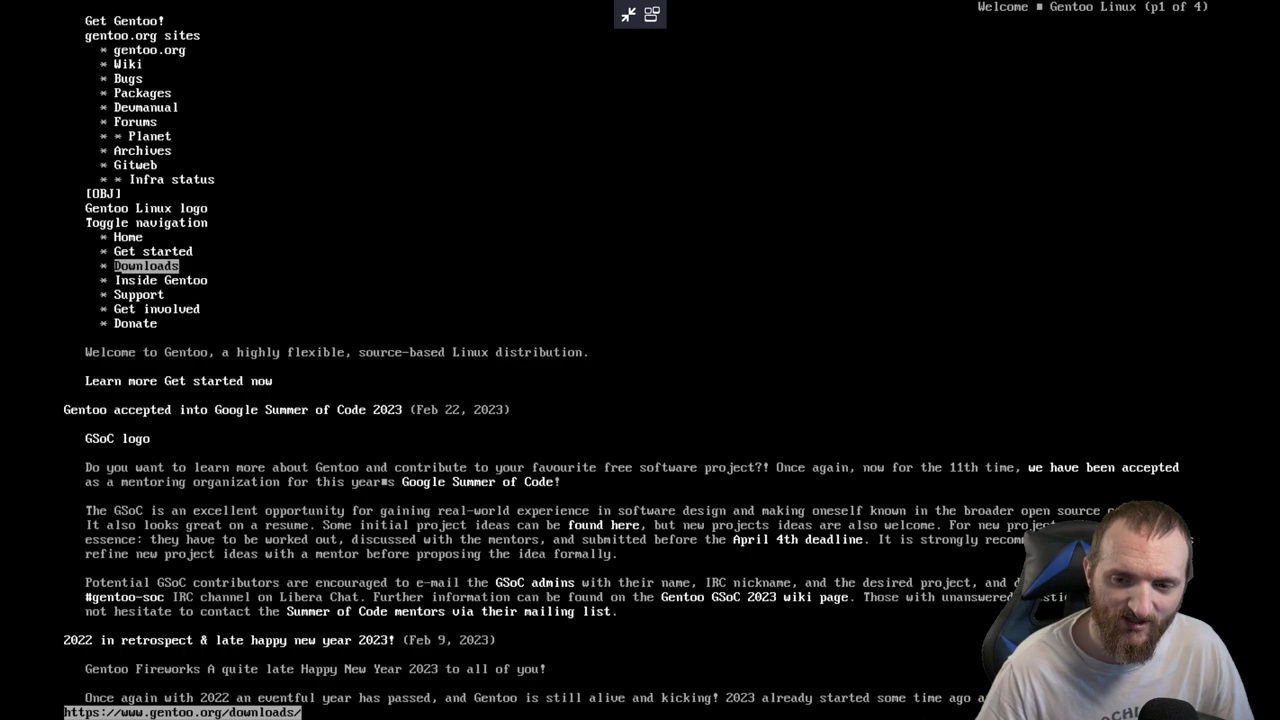 Welcome ■ Gentoo Linux (p1 of 4)
Get Gentoo!
gentoo.org sites
* gentoo.org
* Wiki
* Bugs
* Packages
* Devmanual
* Forums
* * Planet
* Archives
* Gitweb
* * Infra status
[OBJ]
Gentoo Linux logo
Toggle navigation
* Home
* Get started
* Downloads
* Inside Gentoo
* Support
* Get involved
* Donate
Welcome to Gentoo, a highly flexible, source-based Linux distribution.
Learn more Get started now
Gentoo accepted into Google Summer of Code 2023 (Feb 22, 2023)
GSoC logo
Do you want to learn more about Gentoo and contribute to your favourite free software project?! Once again, now for the 11th time, we have been accepted
as a mentoring organization for this year■s Google Summer of Code!
The GSoC is an excellent opportunity for gaining real-world experience in software design and making oneself known in the broader open source
It also looks great on a resume. Some initial project ideas can be found here, but new projects ideas are also welcome. For new
essence: they have to be worked out, discussed with the mentors, and submitted before the April 4th deadline. It is strongly
refine new project ideas with a mentor before proposing the idea formally.
Potential GSoC contributors are encouraged to e-mail the GSoC admins with their name, IRC nickname, and the desired project, and
#gentoo-soc IRC channel on Libera Chat. Further information can be found on the Gentoo GSoC 2023 wiki page. Those with
not hesitate to contact the Summer of Code mentors via their mailing list.
2022 in retrospect & late happy new year 2023! (Feb 9, 2023)
Gentoo Fireworks A quite late Happy New Year 2023 to all of you!
Once again with 2022 an eventful year has passed, and Gentoo is still alive and kicking! 2023 already started some time ago
https://www.gentoo.org/downloads/